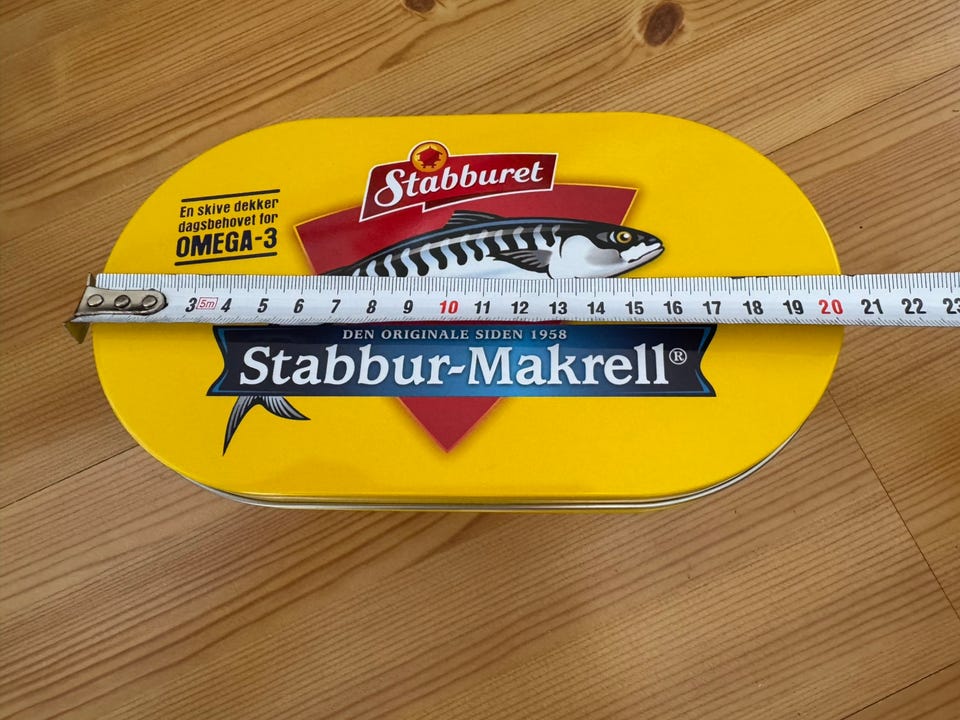 Stabburet
En skive dekker
dagsbehovet for
OMEGA-3
3 5m 4 5 6 7 8 9 10 11 12 13 14 15 16 17 18 19 20 21 22 23
DEN ORIGINALE SIDEN 1958
Stabbur-Makrell®